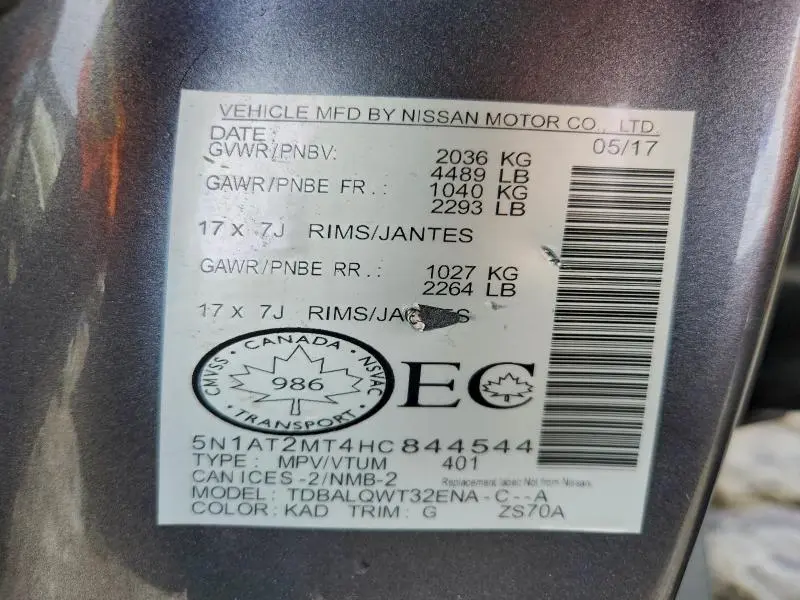 VEHICLE MFD BY NISSAN MOTOR CO., LTD.
DATE: 05/17
GVWR/PNBV: 2036 KG
4489 LB
GAWR/PNBE FR.: 1040 KG
2293 LB
17 x 7J RIMS/JANTES
GAWR/PNBE RR.: 1027 KG
2264 LB
17 x 7J RIMS/JANTES
CMVSS · CANADA · NSVAC
986
· TRANSPORT ·
EC
5N1AT2MT4HC844544
TYPE: MPV/VTUM 401
CAN ICES-2/NMB-2 Replacement label: Not from Nissan.
MODEL: TDBALQWT32ENA-C--A
COLOR: KAD TRIM: G ZS70A